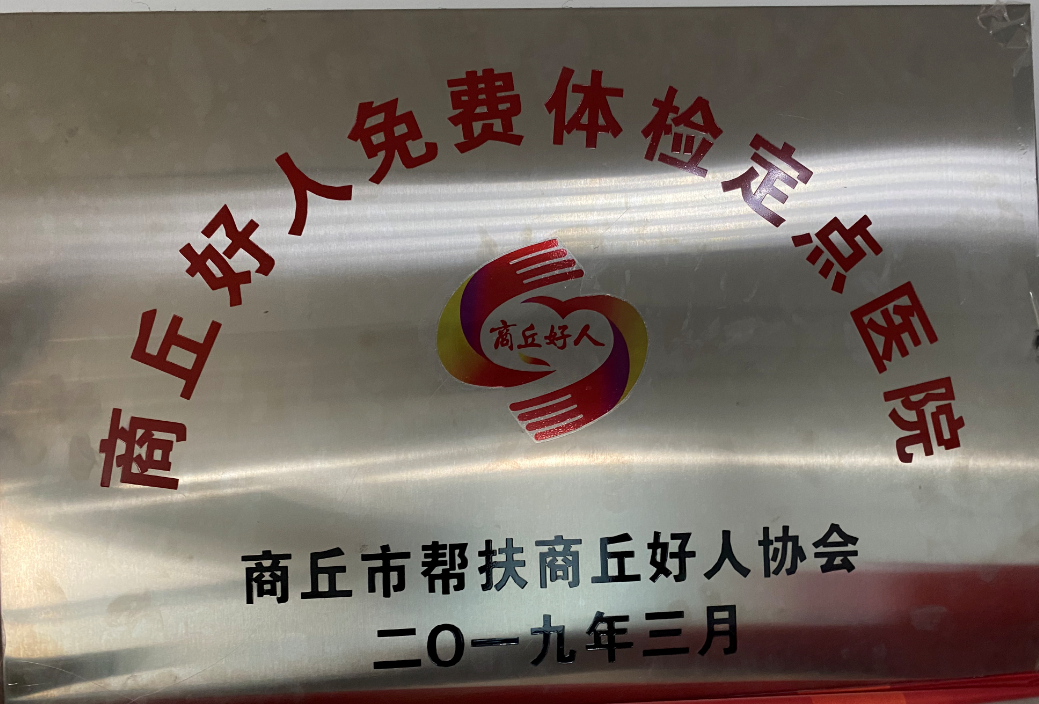 商丘好人免费体检定点医院
商丘好人
商丘市帮扶商丘好人协会
二O一九年三月